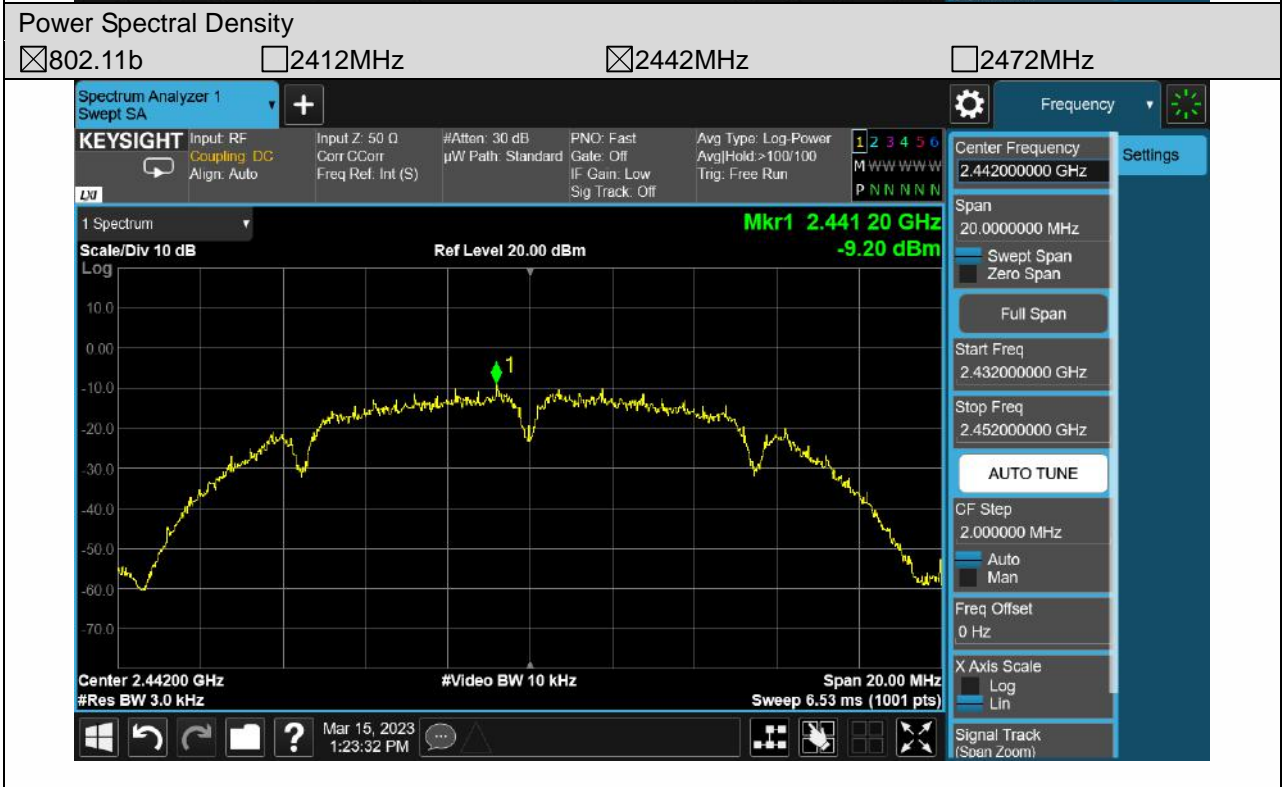 Power Spectral Density
☒802.11b ☐2412MHz ☒2442MHz ☐2472MHz
Spectrum Analyzer 1
Swept SA
+
Frequency
KEYSIGHT
LXI
Input: RF
Coupling: DC
Align: Auto
Input Z: 50 Ω
Corr CCorr
Freq Ref: Int (S)
#Atten: 30 dB
µW Path: Standard
PNO: Fast
Gate: Off
IF Gain: Low
Sig Track: Off
Avg Type: Log-Power
Avg|Hold:>100/100
Trig: Free Run
1 2 3 4 5 6
M W W W W W
P N N N N N
1 Spectrum
Scale/Div 10 dB
Ref Level 20.00 dBm
Mkr1 2.441 20 GHz
-9.20 dBm
Log
10.0
0.00
-10.0
-20.0
-30.0
-40.0
-50.0
-60.0
-70.0
1
Center 2.44200 GHz
#Res BW 3.0 kHz
#Video BW 10 kHz
Span 20.00 MHz
Sweep 6.53 ms (1001 pts)
Center Frequency
2.442000000 GHz
Settings
Span
20.0000000 MHz
Swept Span
Zero Span
Full Span
Start Freq
2.432000000 GHz
Stop Freq
2.452000000 GHz
AUTO TUNE
CF Step
2.000000 MHz
Auto
Man
Freq Offset
0 Hz
X Axis Scale
Log
Lin
Signal Track
(Span Zoom)
?
Mar 15, 2023
1:23:32 PM